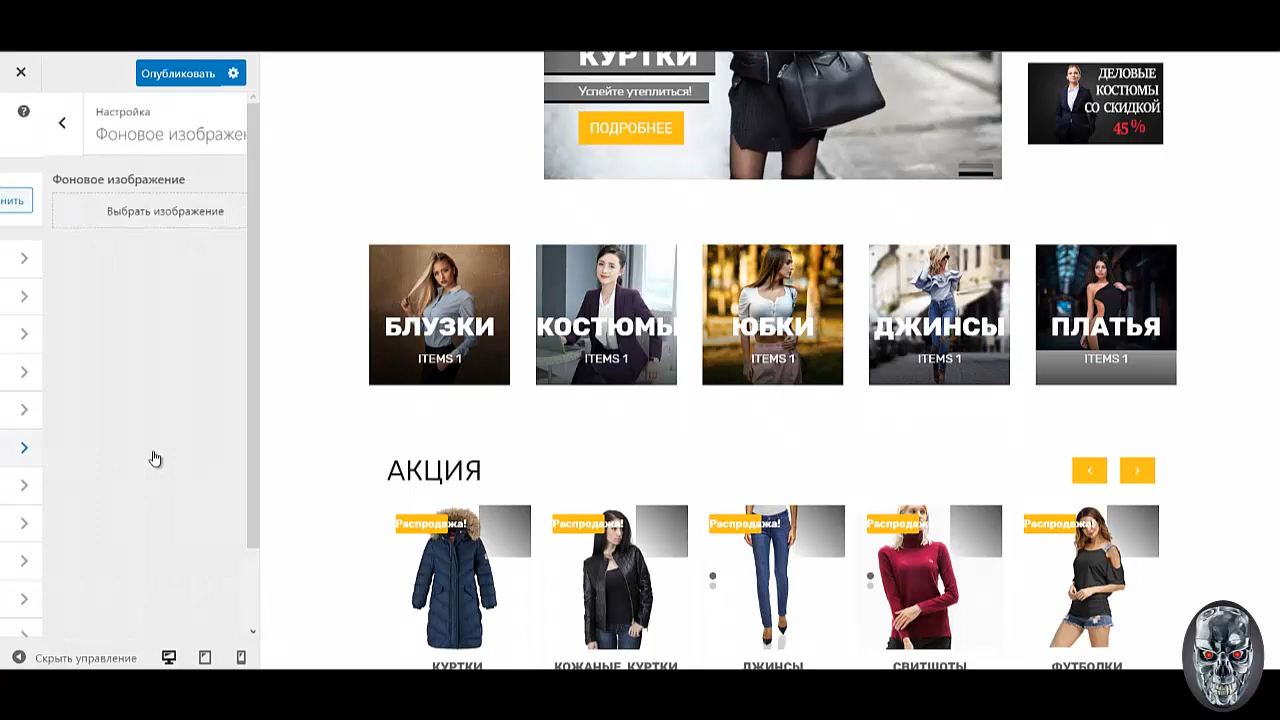 Опубликовать
Настройка
Фоновое изображен
Фоновое изображение
нить
Выбрать изображение
Скрыть управление
КУРТКИ
Успейте утеплиться!
ПОДРОБНЕЕ
ДЕЛОВЫЕ
КОСТЮМЫ
СО СКИДКОЙ
45%
БЛУЗКИ
ITEMS 1
КОСТЮМЫ
ITEMS 1
ЮБКИ
ITEMS 1
ДЖИНСЫ
ITEMS 1
ПЛАТЬЯ
ITEMS 1
АКЦИЯ
Распродажа!
Распродажа!
Распродажа!
Распродажа!
Распродажа!
КУРТКИ
КОЖАНЫЕ КУРТКИ
ДЖИНСЫ
СВИТШОТЫ
ФУТБОЛКИ